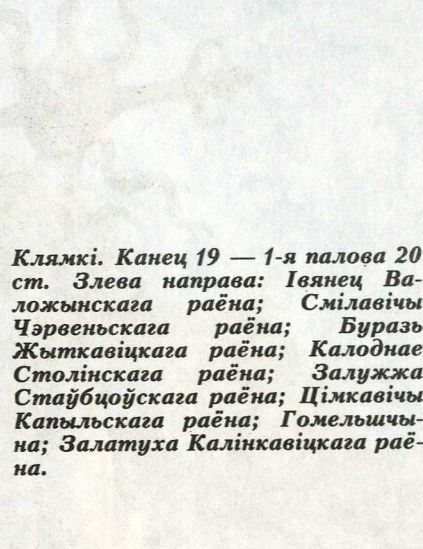 Клямкі. Канец 19 — 1-я палова 20
ст. Злева направа: Івянец Ва-
ложынскага раёна; Смілавічы
Чэрвеньскага раёна; Буразь
Жыткавіцкага раёна; Калоднае
Столінскага раёна; Залужжа
Стаўбцоўскага раёна; Цімкавічы
Капыльскага раёна; Гомельшчы-
на; Залатуха Калінкавіцкага раё-
на.